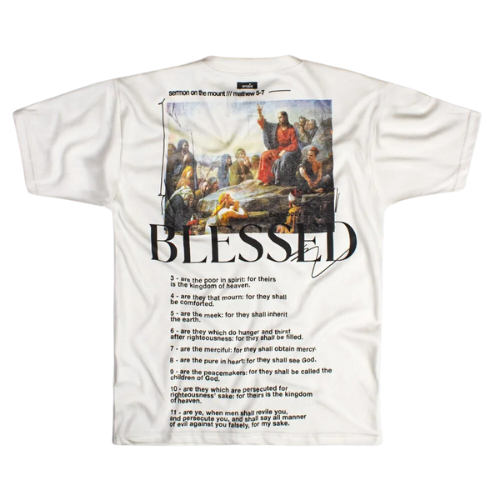 sermon on the mount /// matthew 5-7
BLESSED
3 - are the poor in spirit: for theirs
is the kingdom of heaven.
4 - are they that mourn: for they shall
be comforted.
5 - are the meek: for they shall inherit
the earth.
6 - are they which do hunger and thirst
after righteousness: for they shall be filled.
7 - are the merciful: for they shall obtain mercy.
8 - are the pure in heart: for they shall see God.
9 - are the peacemakers: for they shall be called the
children of God.
10 - are they which are persecuted for
righteousness' sake: for theirs is the kingdom
of heaven.
11 - are ye, when men shall revile you,
and persecute you, and shall say all manner
of evil against you falsely, for my sake.